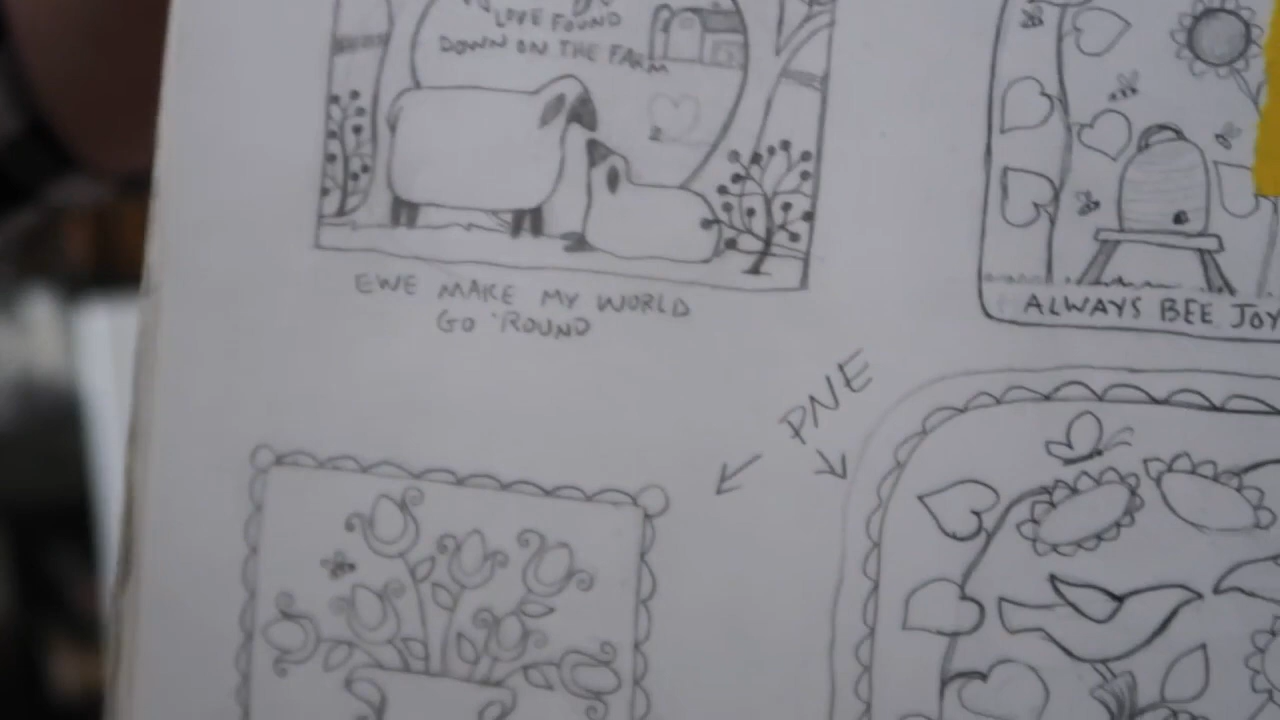 LOVE FOUND
DOWN ON THE FARM
EWE MAKE MY WORLD
GO 'ROUND
ALWAYS BEE JOY
PNE